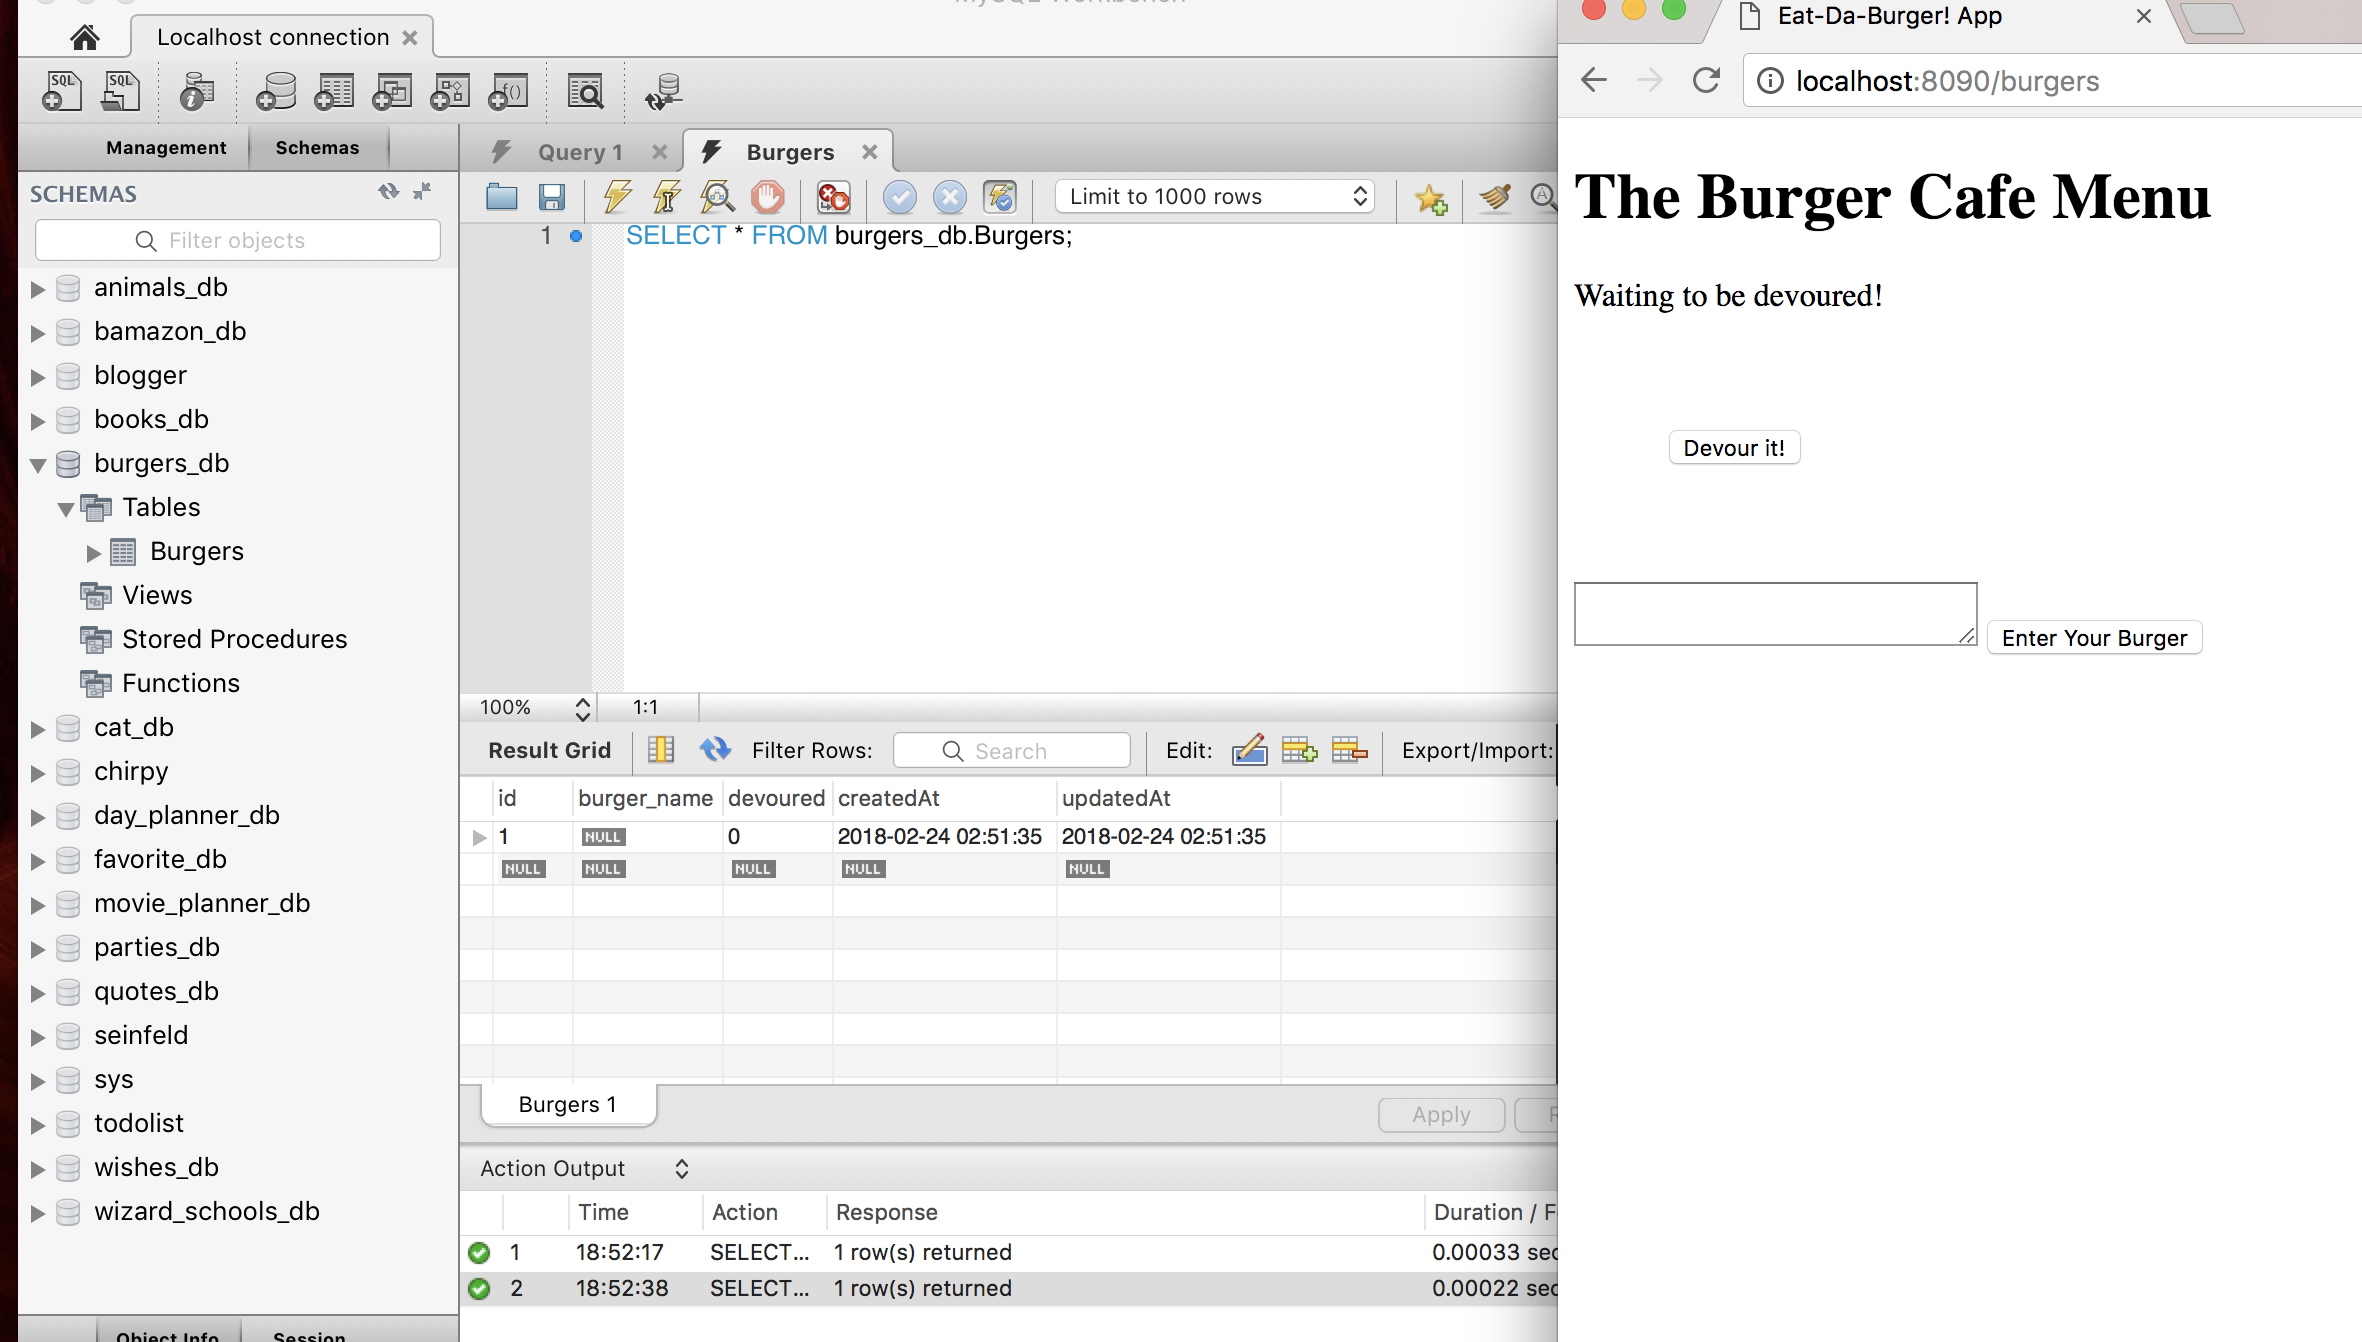 Localhost connection
SQL
SQL
f()
Management
Schemas
SCHEMAS
Filter objects
animals_db
bamazon_db
blogger
books_db
burgers_db
Tables
Burgers
Views
Stored Procedures
Functions
cat_db
chirpy
day_planner_db
favorite_db
movie_planner_db
parties_db
quotes_db
seinfeld
sys
todolist
wishes_db
wizard_schools_db
Object Info
Session
Query 1
Burgers
Limit to 1000 rows
1
SELECT * FROM burgers_db.Burgers;
100%
1:1
Result Grid
Filter Rows:
Search
Edit:
Export/Import:
id burger_name devoured createdAt updatedAt
1 NULL 0 2018-02-24 02:51:35 2018-02-24 02:51:35
NULL NULL NULL NULL NULL
Burgers 1
Apply
Action Output
Time Action Response Duration /
1 18:52:17 SELECT... 1 row(s) returned 0.00033 sec
2 18:52:38 SELECT... 1 row(s) returned 0.00022 sec
Eat-Da-Burger! App
localhost:8090/burgers
The Burger Cafe Menu
Waiting to be devoured!
Devour it!
Enter Your Burger